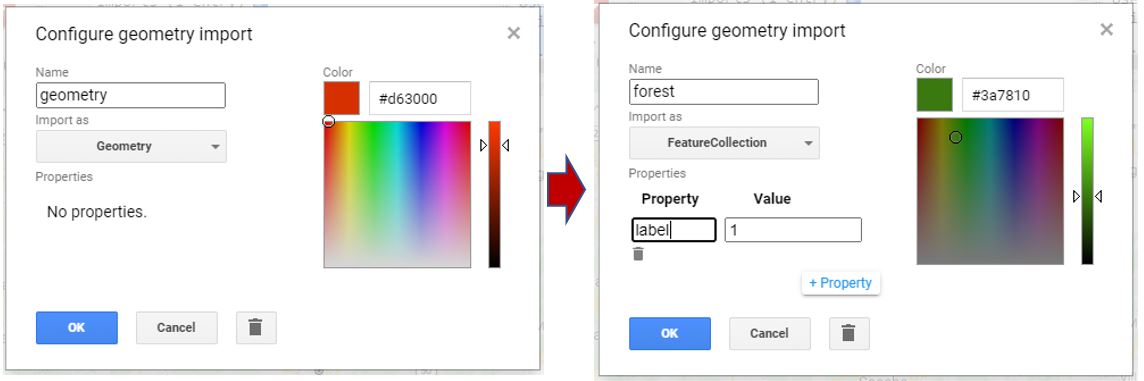 Configure geometry import
Name
geometry
Import as
Geometry
Properties
No properties.
Color
#d63000
OK
Cancel
Configure geometry import
Name
forest
Import as
FeatureCollection
Properties
Property Value
label 1
+ Property
Color
#3a7810
OK
Cancel